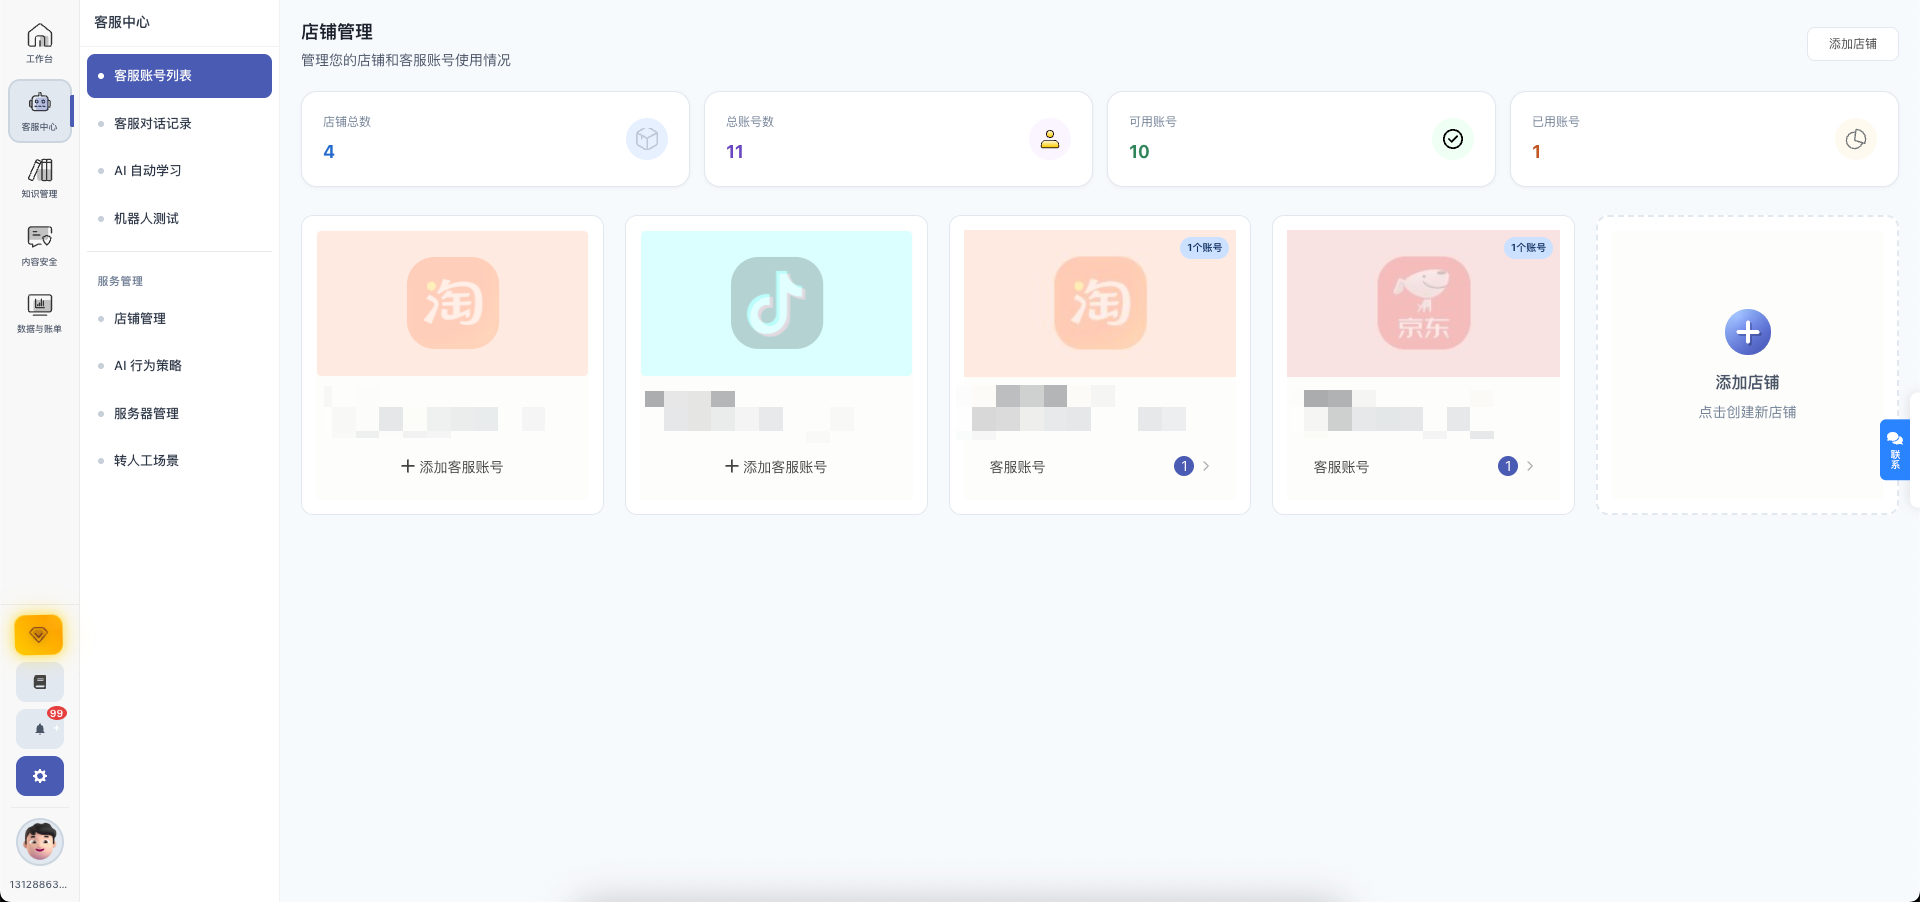 工作台
客服中心
知识管理
内容安全
数据与账单
99
13128863...
客服中心
客服账号列表
客服对话记录
AI 自动学习
机器人测试
服务管理
店铺管理
AI 行为策略
服务器管理
转人工场景
店铺管理
管理您的店铺和客服账号使用情况
添加店铺
店铺总数
4
总账号数
11
可用账号
10
已用账号
1
淘
添加客服账号
添加客服账号
1个账号
淘
客服账号
1
1个账号
京东
客服账号
1
添加店铺
点击创建新店铺
联系